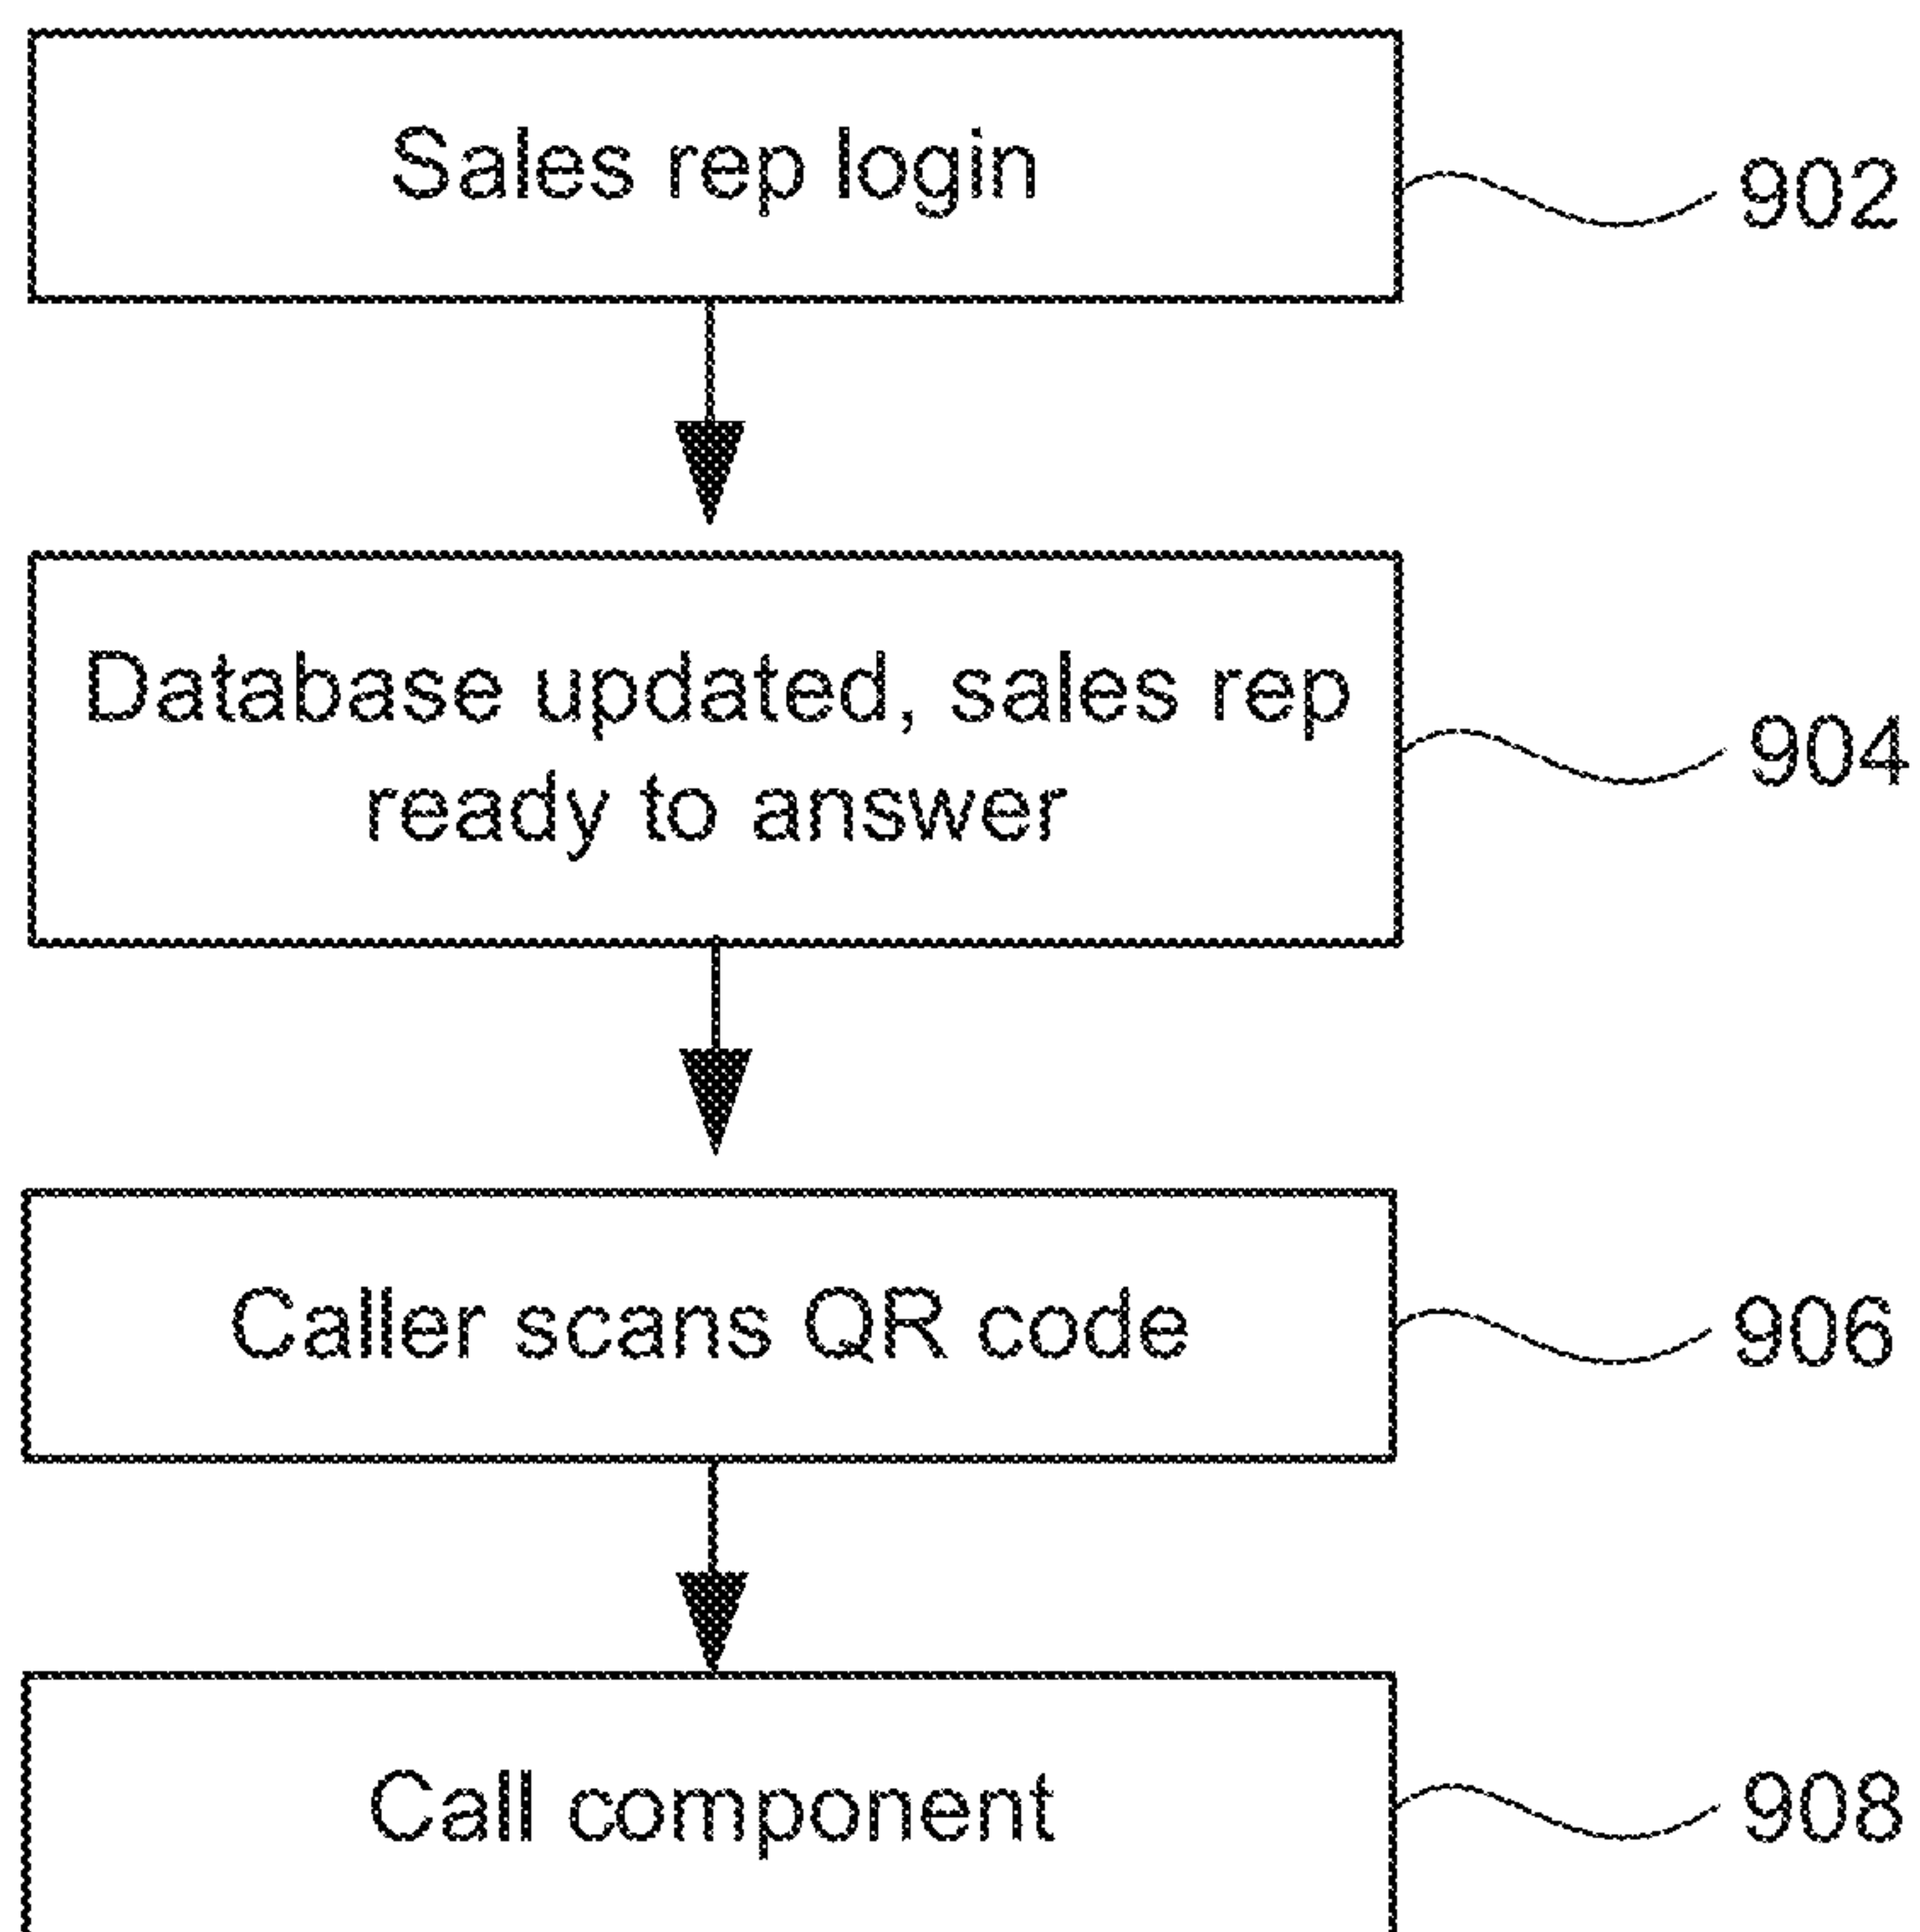 Sales rep login
902
Database updated, sales rep
ready to answer
904
Caller scans QR code
906
Call component
908